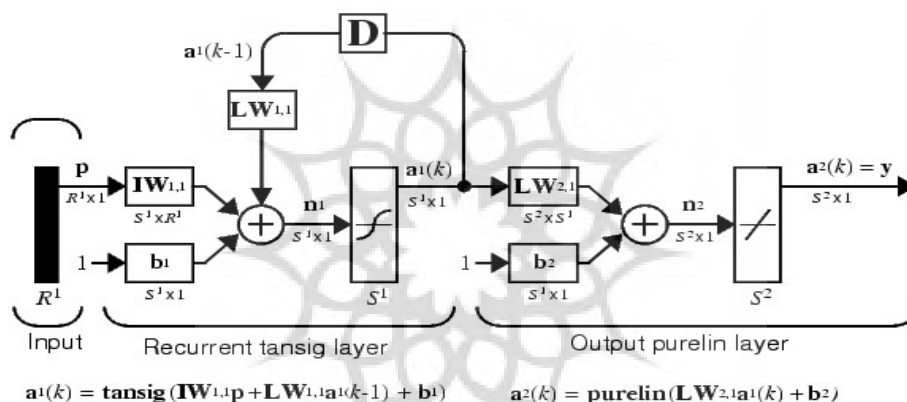 D
a¹(k-1)
LW1,1
p
IW1,1
R¹x1
S¹xR¹
n1
S¹x1
a¹(k)
S¹x1
LW2,1
S²xS¹
n2
S²x1
a²(k) = y
S²x1
1
b1
S¹x1
1
b2
S¹x1
R¹
S¹
S²
Input
Recurrent tansig layer
Output purelin layer
a¹(k) = tansig (IW1,1p+LW1,1a¹(k-1) + b1)
a²(k) = purelin(LW2,1a¹(k) + b2)